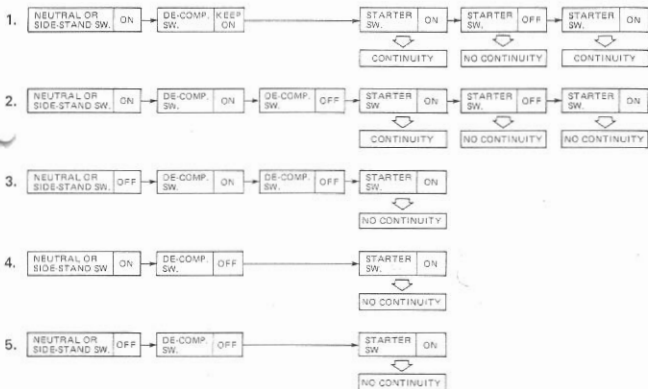 1. NEUTRAL OR SIDE-STAND SW. ON DE-COMP. SW. KEEP ON STARTER SW. ON STARTER SW. OFF STARTER SW. ON
CONTINUITY NO CONTINUITY CONTINUITY
2. NEUTRAL OR SIDE-STAND SW. ON DE-COMP. SW. ON DE-COMP. SW. OFF STARTER SW ON STARTER SW. OFF STARTER SW. ON
CONTINUITY NO CONTINUITY NO CONTINUITY
3. NEUTRAL OR SIDE-STAND SW. OFF DE-COMP. SW. ON DE-COMP. SW. OFF STARTER SW. ON
NO CONTINUITY
4. NEUTRAL OR SIDE-STAND SW ON DE-COMP. SW. OFF STARTER SW. ON
NO CONTINUITY
5. NEUTRAL OR SIDE-STAND SW. OFF DE-COMP. SW. OFF STARTER SW ON
NO CONTINUITY